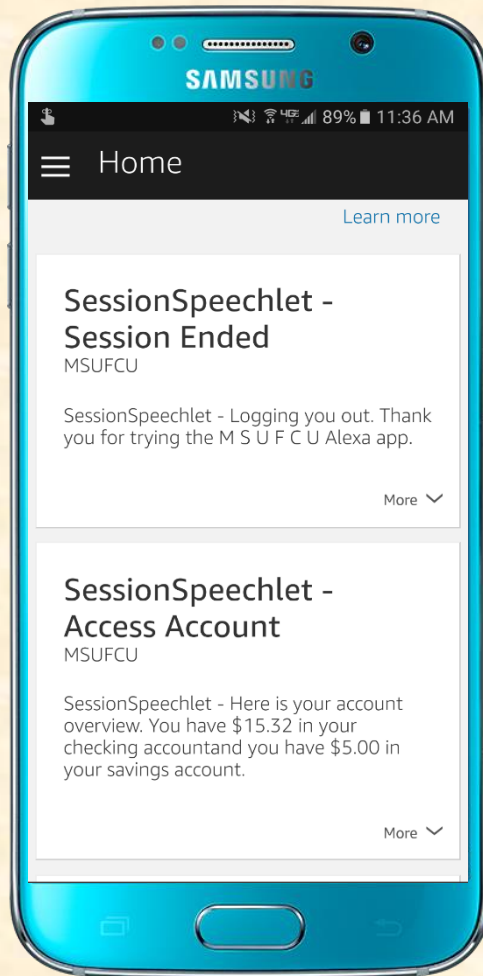 SAMSUNG
4G 89% 11:36 AM
Home
Learn more
SessionSpeechlet -
Session Ended
MSUFCU
SessionSpeechlet - Logging you out. Thank
you for trying the M S U F C U Alexa app.
More
SessionSpeechlet -
Access Account
MSUFCU
SessionSpeechlet - Here is your account
overview. You have $15.32 in your
checking accountand you have $5.00 in
your savings account.
More